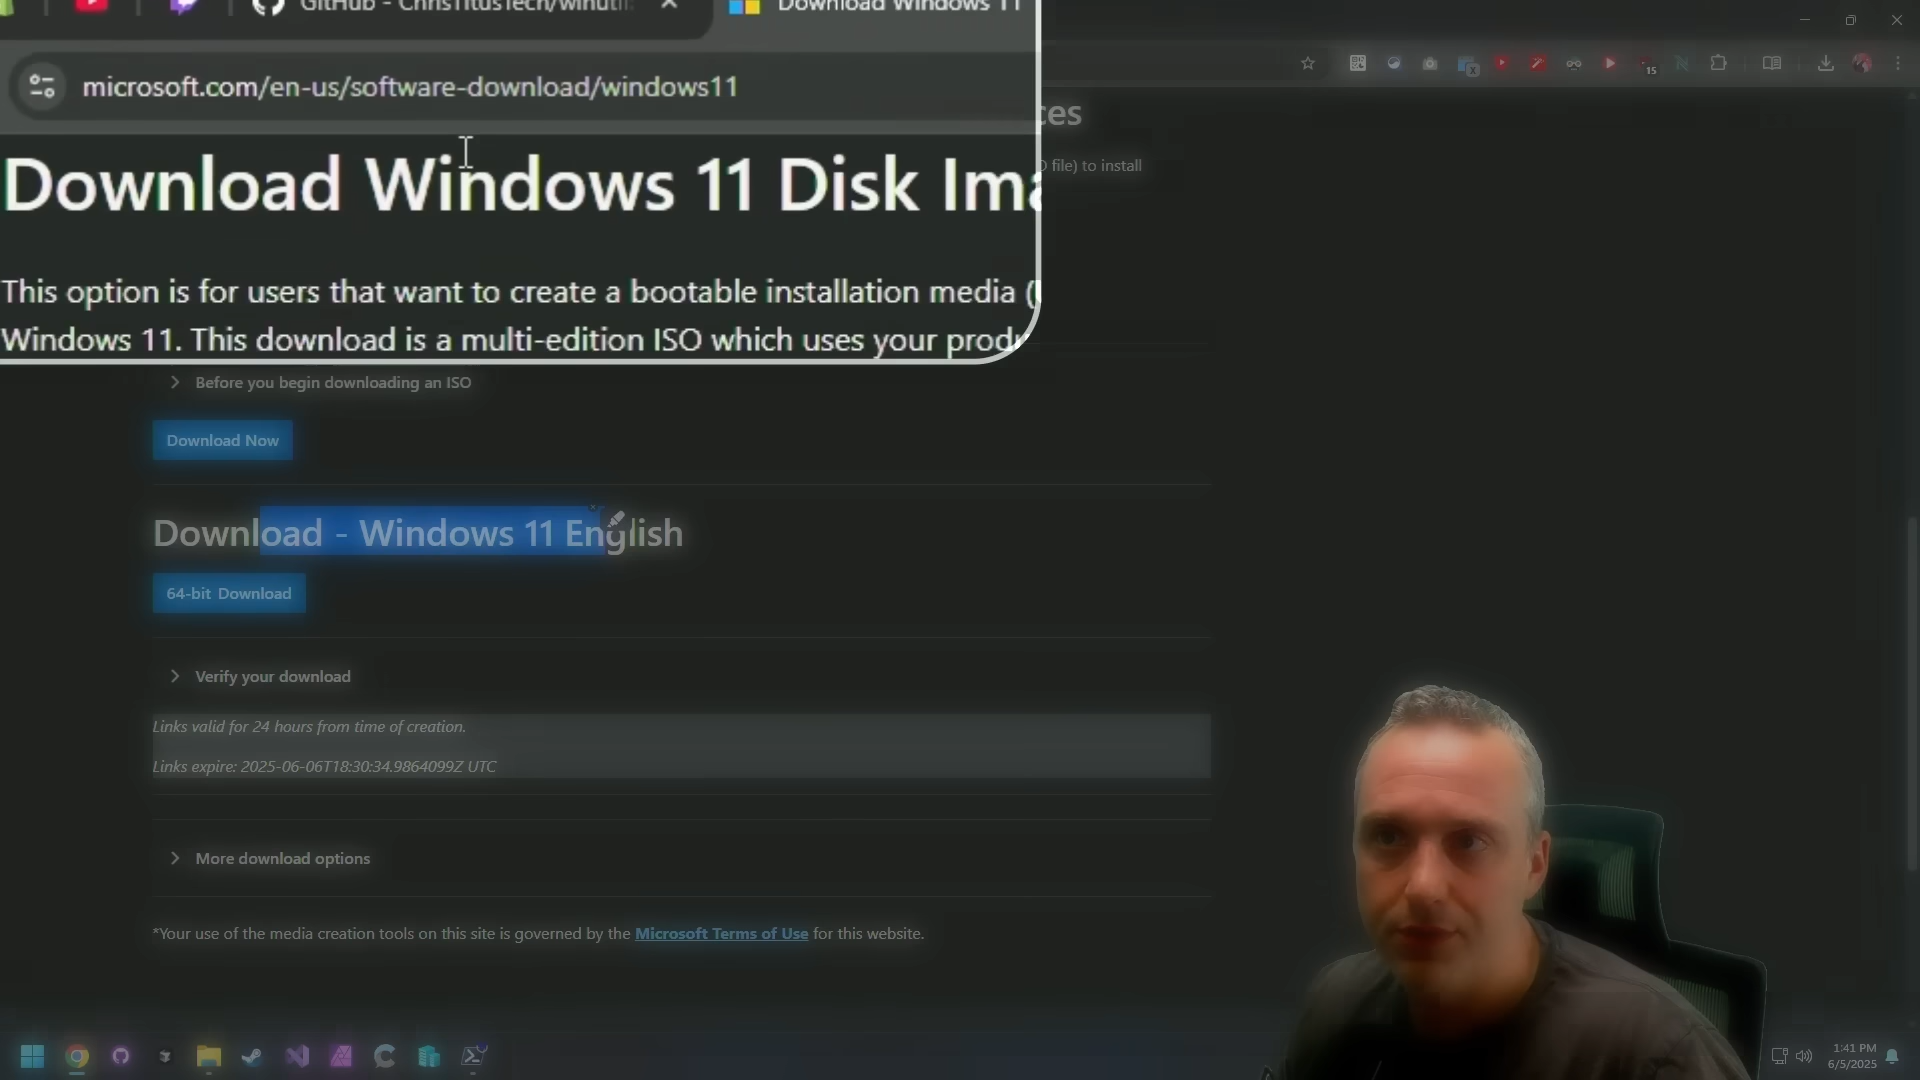 GitHub - ChrisTitusTech/winutil:
Download Windows 11
microsoft.com/en-us/software-download/windows11
Download Windows 11 Disk Ima
ces
file) to install
This option is for users that want to create a bootable installation media (
Windows 11. This download is a multi-edition ISO which uses your produ
15
Before you begin downloading an ISO
Download Now
Download - Windows 11 English
64-bit Download
Verify your download
Links valid for 24 hours from time of creation.
Links expire: 2025-06-06T18:30:34.9864099Z UTC
More download options
*Your use of the media creation tools on this site is governed by the Microsoft Terms of Use for this website.
1:41 PM
6/5/2025